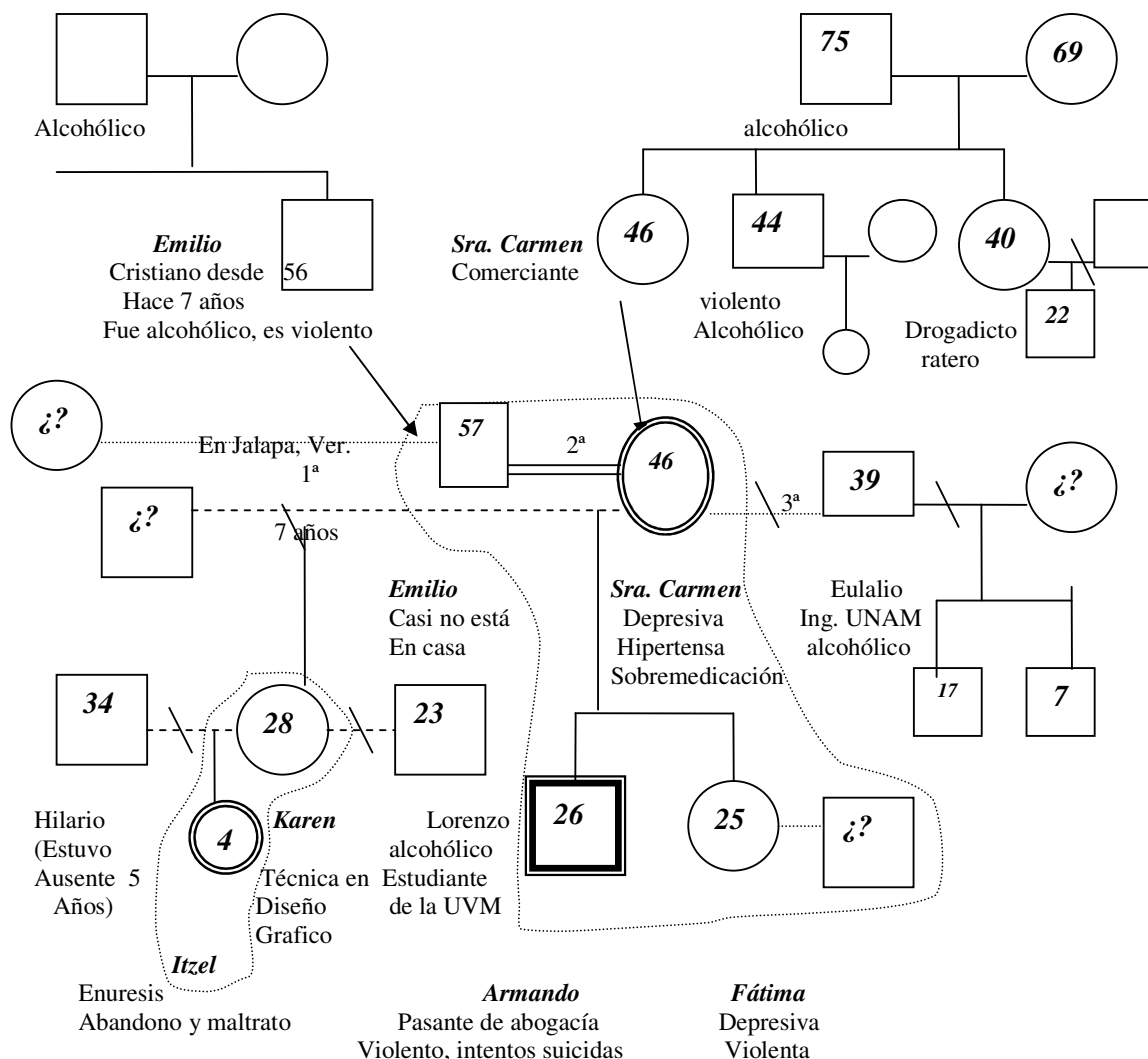 75
69
Alcohólico
alcohólico
46
44
40
22
Emilio
Cristiano desde 56
Hace 7 años
Fue alcohólico, es violento
Sra. Carmen
Comerciante
violento
Alcohólico
Drogadicto
ratero
¿?
En Jalapa, Ver.
1ª
57
2ª
46
39
¿?
¿?
7 años
3ª
Emilio
Casi no está
En casa
Sra. Carmen
Depresiva
Hipertensa
Sobremedicación
Eulalio
Ing. UNAM
alcohólico
17
7
34
28
23
26
25
¿?
4
Hilario
(Estuvo
Ausente 5
Años)
Karen
Técnica en
Diseño
Grafico
Lorenzo
alcohólico
Estudiante
de la UVM
Itzel
Enuresis
Abandono y maltrato
Armando
Pasante de abogacía
Violento, intentos suicidas
Fátima
Depresiva
Violenta